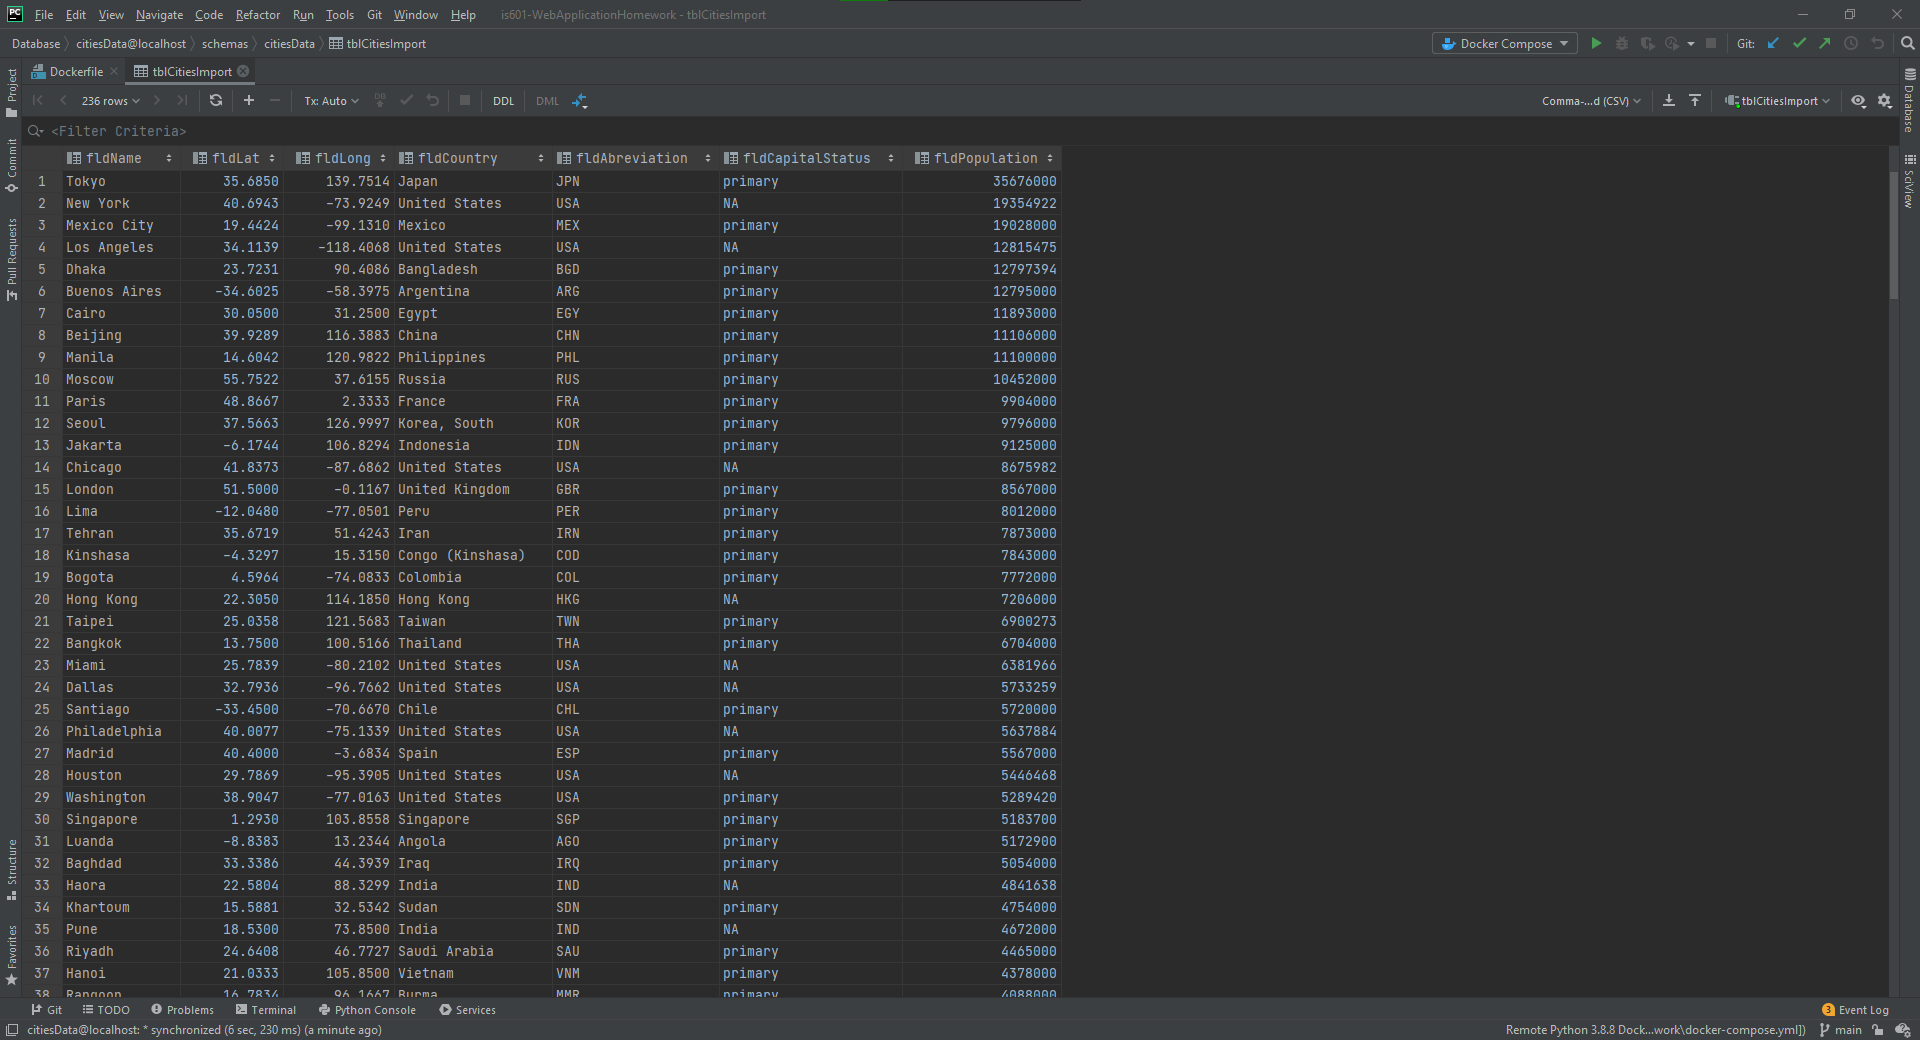 PC File Edit View Navigate Code Refactor Run Tools Git Window Help is601-WebApplicationHomework - tblCitiesImport
Database citiesData@localhost schemas citiesData tblCitiesImport Docker Compose Git:
Dockerfile tblCitiesImport
236 rows Tx: Auto DB DDL DML Comma-...d (CSV) tblCitiesImport
<Filter Criteria>
fldName fldLat fldLong fldCountry fldAbreviation fldCapitalStatus fldPopulation
1 Tokyo 35.6850 139.7514 Japan JPN primary 35676000
2 New York 40.6943 -73.9249 United States USA NA 19354922
3 Mexico City 19.4424 -99.1310 Mexico MEX primary 19028000
4 Los Angeles 34.1139 -118.4068 United States USA NA 12815475
5 Dhaka 23.7231 90.4086 Bangladesh BGD primary 12797394
6 Buenos Aires -34.6025 -58.3975 Argentina ARG primary 12795000
7 Cairo 30.0500 31.2500 Egypt EGY primary 11893000
8 Beijing 39.9289 116.3883 China CHN primary 11106000
9 Manila 14.6042 120.9822 Philippines PHL primary 11100000
10 Moscow 55.7522 37.6155 Russia RUS primary 10452000
11 Paris 48.8667 2.3333 France FRA primary 9904000
12 Seoul 37.5663 126.9997 Korea, South KOR primary 9796000
13 Jakarta -6.1744 106.8294 Indonesia IDN primary 9125000
14 Chicago 41.8373 -87.6862 United States USA NA 8675982
15 London 51.5000 -0.1167 United Kingdom GBR primary 8567000
16 Lima -12.0480 -77.0501 Peru PER primary 8012000
17 Tehran 35.6719 51.4243 Iran IRN primary 7873000
18 Kinshasa -4.3297 15.3150 Congo (Kinshasa) COD primary 7843000
19 Bogota 4.5964 -74.0833 Colombia COL primary 7772000
20 Hong Kong 22.3050 114.1850 Hong Kong HKG NA 7206000
21 Taipei 25.0358 121.5683 Taiwan TWN primary 6900273
22 Bangkok 13.7500 100.5166 Thailand THA primary 6704000
23 Miami 25.7839 -80.2102 United States USA NA 6381966
24 Dallas 32.7936 -96.7662 United States USA NA 5733259
25 Santiago -33.4500 -70.6670 Chile CHL primary 5720000
26 Philadelphia 40.0077 -75.1339 United States USA NA 5637884
27 Madrid 40.4000 -3.6834 Spain ESP primary 5567000
28 Houston 29.7869 -95.3905 United States USA NA 5446468
29 Washington 38.9047 -77.0163 United States USA primary 5289420
30 Singapore 1.2930 103.8558 Singapore SGP primary 5183700
31 Luanda -8.8383 13.2344 Angola AGO primary 5172900
32 Baghdad 33.3386 44.3939 Iraq IRQ primary 5054000
33 Haora 22.5804 88.3299 India IND NA 4841638
34 Khartoum 15.5881 32.5342 Sudan SDN primary 4754000
35 Pune 18.5300 73.8500 India IND NA 4672000
36 Riyadh 24.6408 46.7727 Saudi Arabia SAU primary 4465000
37 Hanoi 21.0333 105.8500 Vietnam VNM primary 4378000
38 Rangoon 16.7834 96.1667 Burma MMR primary 4088000
Project
Commit
Pull Requests
Structure
Favorites
Database
SciView
Git TODO Problems Terminal Python Console Services 3 Event Log
citiesData@localhost: * synchronized (6 sec, 230 ms) (a minute ago) Remote Python 3.8.8 Dock...work\docker-compose.yml]) main